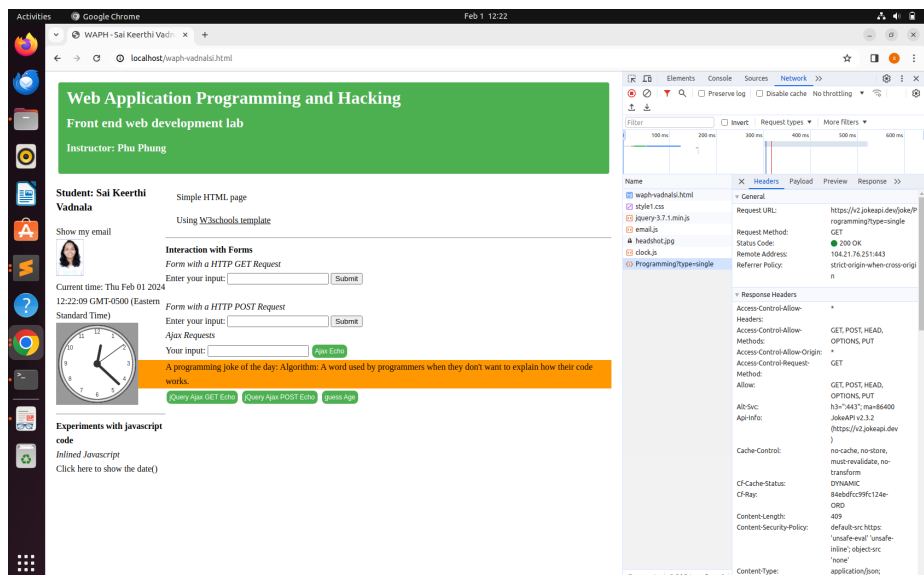 Activities
Google Chrome
Feb 1 12:22
WAPH - Sai Keerthi Vadn
localhost/waph-vadnalsi.html
Web Application Programming and Hacking
Front end web development lab
Instructor: Phu Phung
Student: Sai Keerthi
Vadnala
Show my email
Current time: Thu Feb 01 2024
12:22:09 GMT-0500 (Eastern
Standard Time)
12
1
2
3
4
5
6
7
8
9
10
11
Experiments with javascript
code
Inlined Javascript
Click here to show the date()
Simple HTML page
Using W3schools template
Interaction with Forms
Form with a HTTP GET Request
Enter your input: Submit
Form with a HTTP POST Request
Enter your input: Submit
Ajax Requests
Your input: Ajax Echo
A programming joke of the day: Algorithm: A word used by programmers when they don't want to explain how their code
works.
jQuery Ajax GET Echo jQuery Ajax POST Echo guess Age
Elements Console Sources Network
Preserve log Disable cache No throttling
Filter Invert Request types More filters
100 ms 200 ms 300 ms 400 ms 500 ms 600 ms
Name
waph-vadnalsi.html
style1.css
jquery-3.7.1.min.js
email.js
headshot.jpg
clock.js
Programming?type=single
Headers Payload Preview Response
General
Request URL: https://v2.jokeapi.dev/joke/P
rogramming?type=single
Request Method: GET
Status Code: 200 OK
Remote Address: 104.21.76.251:443
Referrer Policy: strict-origin-when-cross-origi
n
Response Headers
Access-Control-Allow- *
Headers:
Access-Control-Allow- GET, POST, HEAD,
Methods: OPTIONS, PUT
Access-Control-Allow-Origin: *
Access-Control-Request- GET
Method:
Allow: GET, POST, HEAD,
OPTIONS, PUT
Alt-Svc: h3=":443"; ma=86400
Api-Info: JokeAPI v2.3.2
(https://v2.jokeapi.dev
)
Cache-Control: no-cache, no-store,
must-revalidate, no-
transform
Cf-Cache-Status: DYNAMIC
Cf-Ray: 84ebdfcc99fc124e-
ORD
Content-Length: 409
Content-Security-Policy: default-src https:
'unsafe-eval' 'unsafe-
inline'; object-src
'none'
Content-Type: application/json;